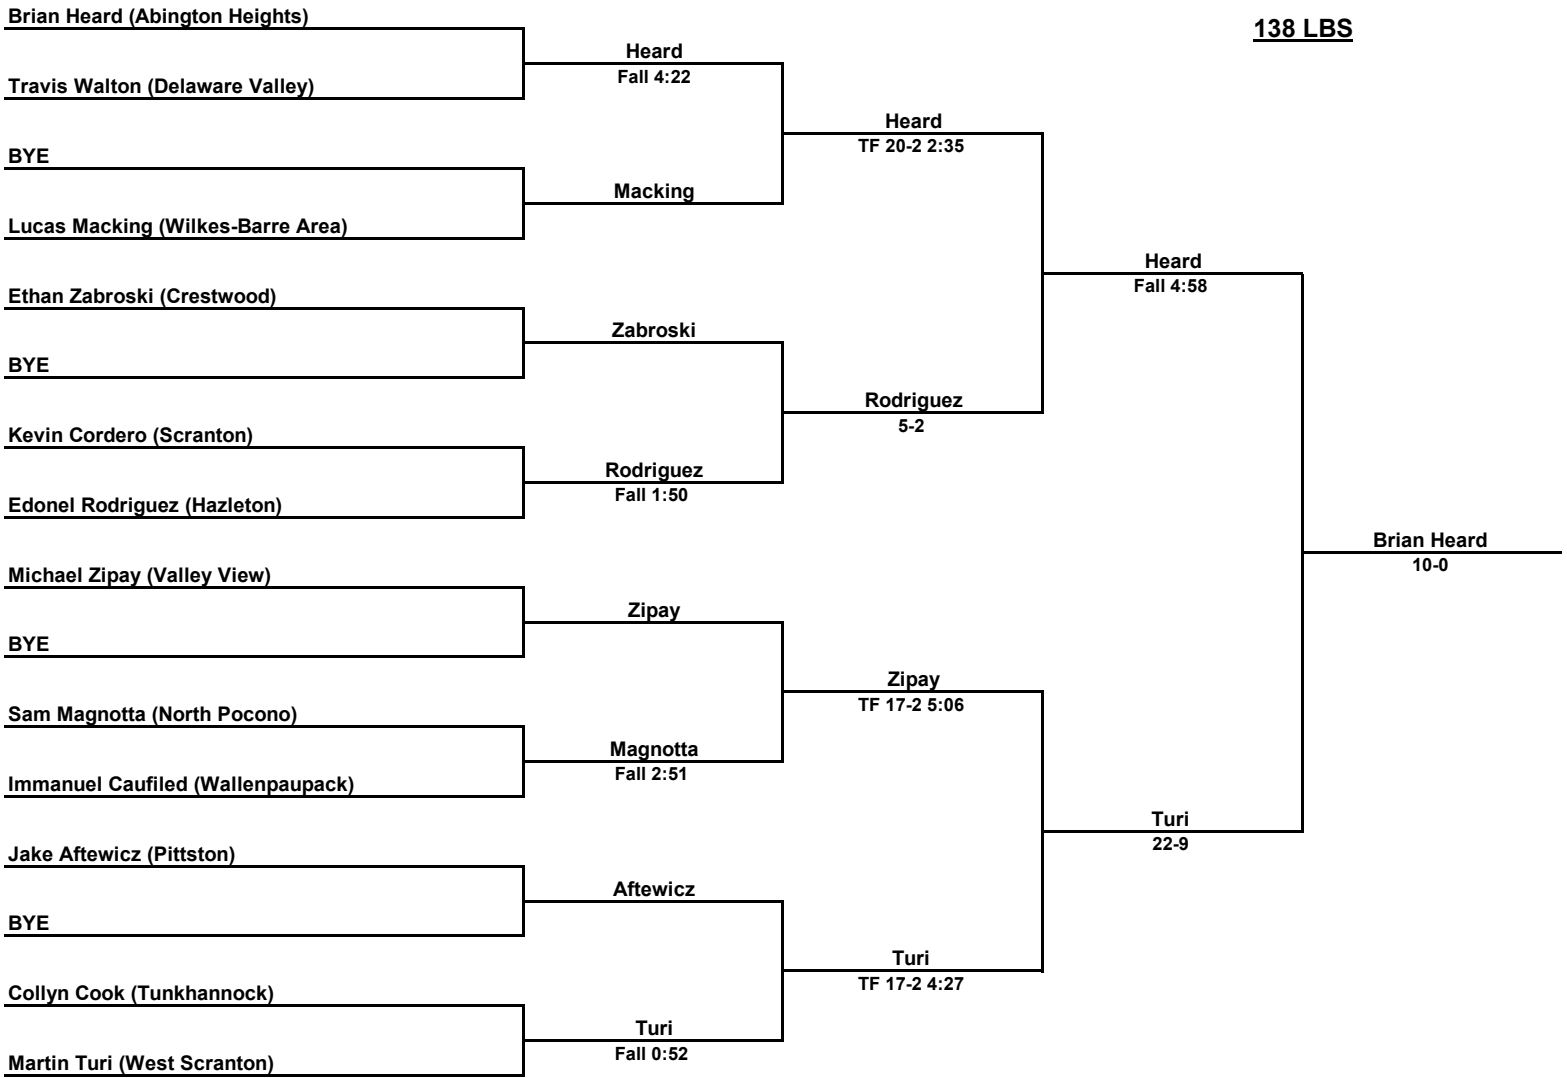 Brian Heard (Abington Heights)
138 LBS
Heard
Fall 4:22
Travis Walton (Delaware Valley)
Heard
TF 20-2 2:35
BYE
Macking
Lucas Macking (Wilkes-Barre Area)
Heard
Fall 4:58
Ethan Zabroski (Crestwood)
Zabroski
BYE
Rodriguez
5-2
Kevin Cordero (Scranton)
Rodriguez
Fall 1:50
Edonel Rodriguez (Hazleton)
Brian Heard
10-0
Michael Zipay (Valley View)
Zipay
BYE
Zipay
TF 17-2 5:06
Sam Magnotta (North Pocono)
Magnotta
Fall 2:51
Immanuel Caufiled (Wallenpaupack)
Turi
22-9
Jake Aftewicz (Pittston)
Aftewicz
BYE
Turi
TF 17-2 4:27
Collyn Cook (Tunkhannock)
Turi
Fall 0:52
Martin Turi (West Scranton)